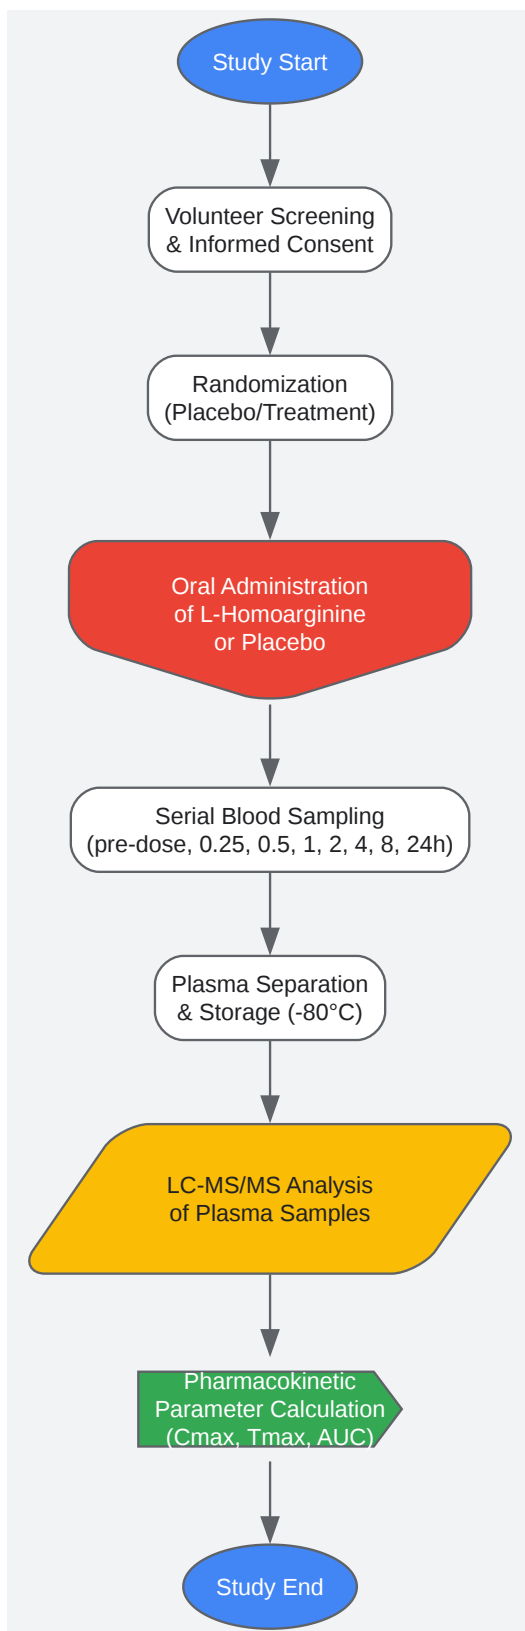 Study Start
Volunteer Screening
& Informed Consent
Randomization
(Placebo/Treatment)
Oral Administration
of L-Homoarginine
or Placebo
Serial Blood Sampling
(pre-dose, 0.25, 0.5, 1, 2, 4, 8, 24h)
Plasma Separation
& Storage (-80°C)
LC-MS/MS Analysis
of Plasma Samples
Pharmacokinetic
Parameter Calculation
(Cmax, Tmax, AUC)
Study End